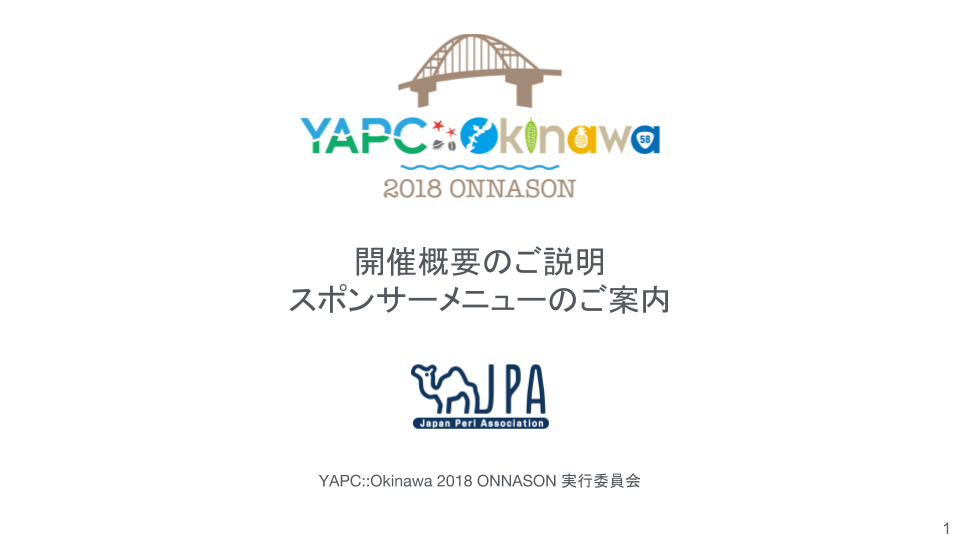 YAPC::Okinawa
58
2018 ONNASON
開催概要のご説明
スポンサーメニューのご案内
JPA
Japan Perl Association
YAPC::Okinawa 2018 ONNASON 実行委員会
1